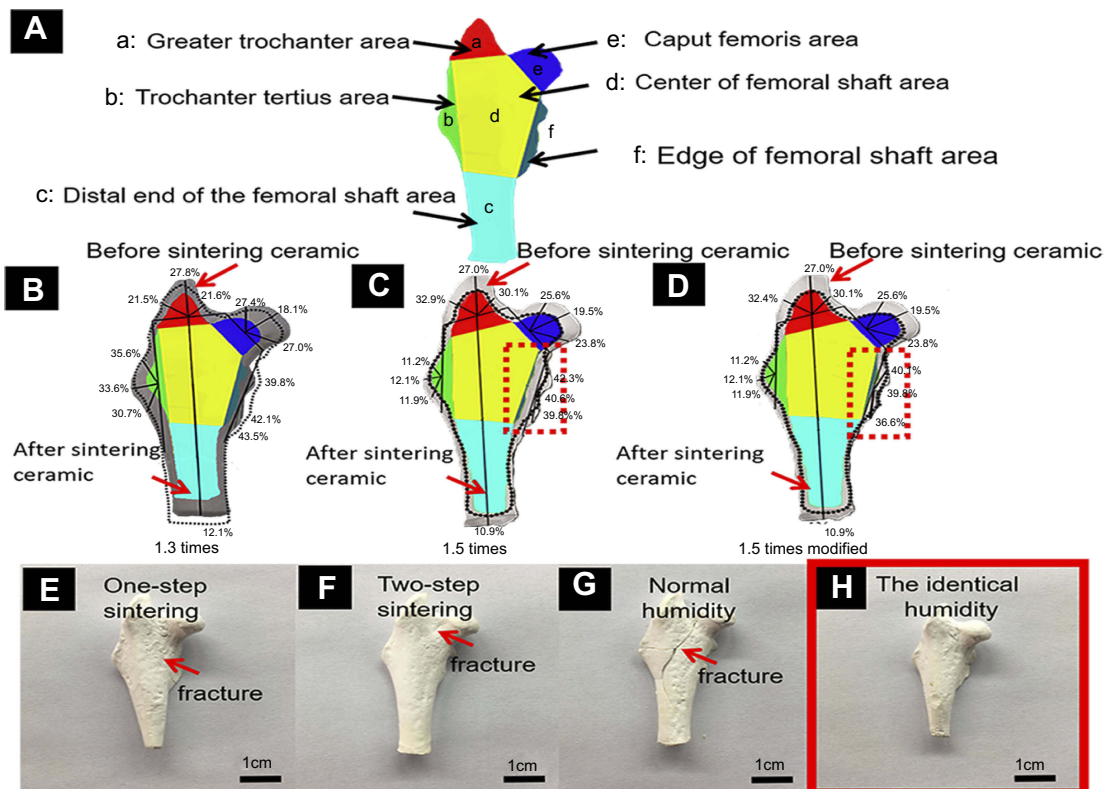 A
a: Greater trochanter area
a
e: Caput femoris area
e
d: Center of femoral shaft area
b: Trochanter tertius area
b
d
f
f: Edge of femoral shaft area
c: Distal end of the femoral shaft area
c
B
Before sintering ceramic
27.8%
21.5%
21.6%
27.4%
18.1%
27.0%
35.6%
33.6%
30.7%
39.8%
42.1%
43.5%
After sintering
ceramic
12.1%
1.3 times
C
Before sintering ceramic
27.0%
32.9%
30.1%
25.6%
19.5%
23.8%
11.2%
12.1%
11.9%
42.3%
40.6%
39.8%%
After sintering
ceramic
10.9%
1.5 times
D
Before sintering ceramic
27.0%
32.4%
30.1%
25.6%
19.5%
23.8%
11.2%
12.1%
11.9%
40.1%
39.8%
36.6%
After sintering
ceramic
10.9%
1.5 times modified
E
One-step
sintering
fracture
1cm
F
Two-step
sintering
fracture
1cm
G
Normal
humidity
fracture
1cm
H
The identical
humidity
1cm